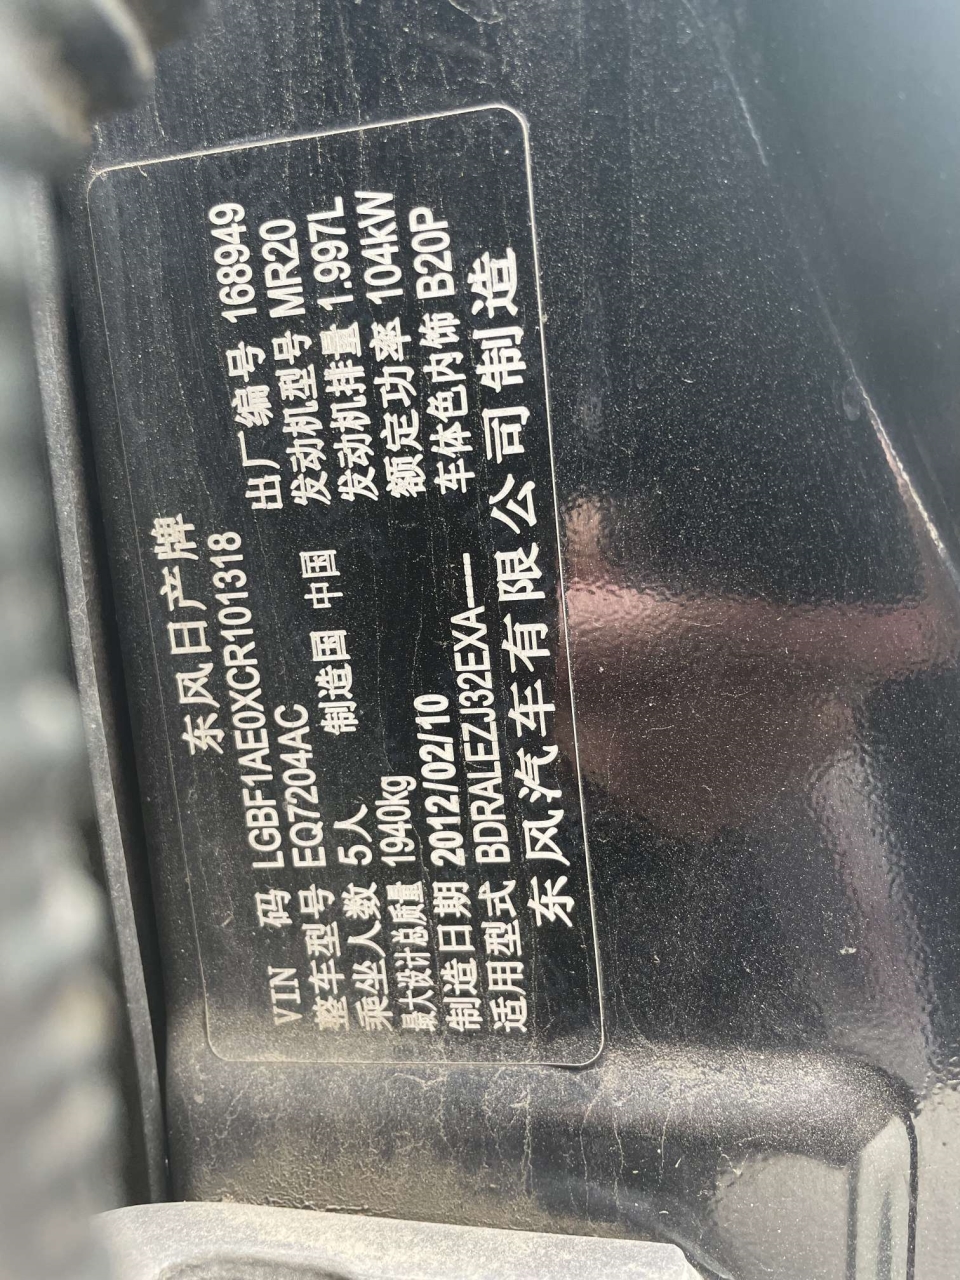 东风日产牌
VIN 码 LGBF1AE0XCR101318 出厂编号 168949
整车型号 EQ7204AC 发动机型号 MR20
乘坐人数 5人 制造国 中国 发动机排量 1.997L
最大设计总质量 1940kg 额定功率 104kW
制造日期 2012/02/10 车体色内饰 B20P
适用型式 BDRALEZJ32EXA—
东风汽车有限公司制造